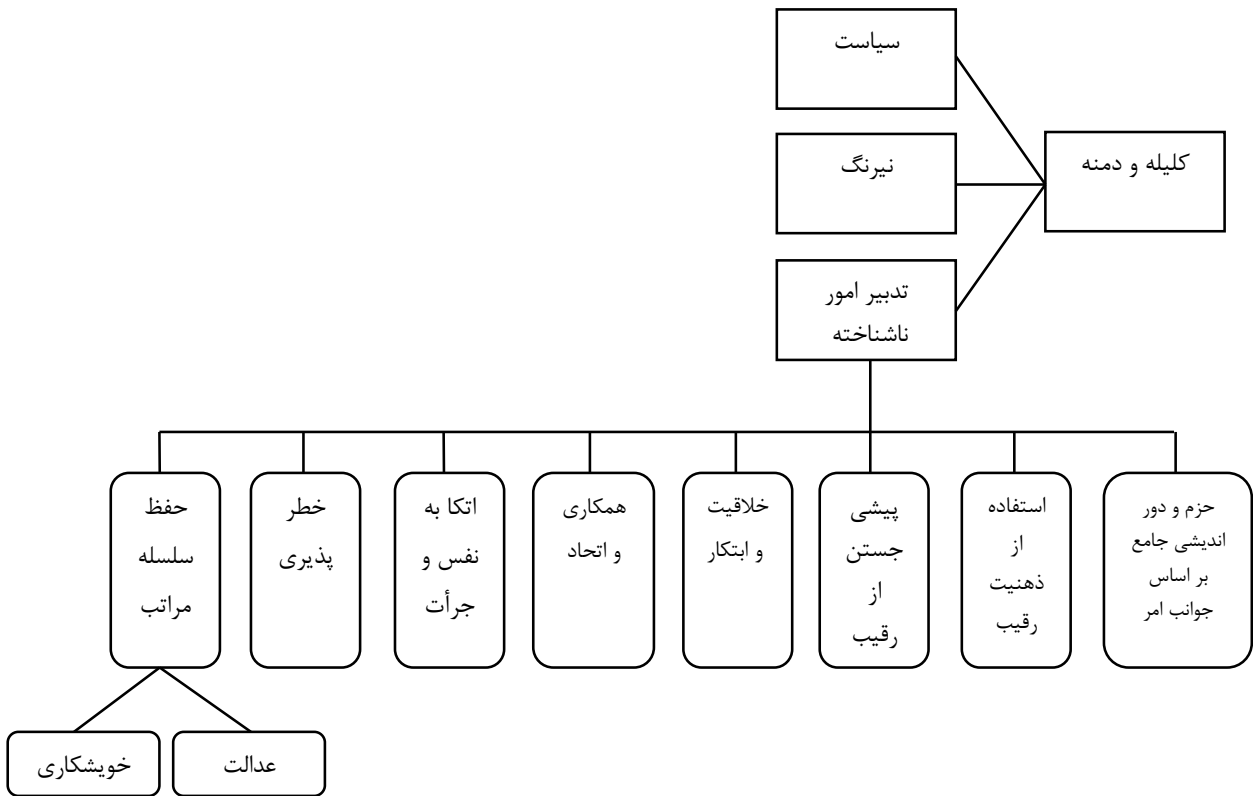 سیاست
کلیله و دمنه
نیرنگ
تدبیر امور
ناشناخته
حزم و دور
اندیشی جامع
بر اساس
جوانب امر
استفاده
از
ذهنیت
رقیب
پیشی
جستن
از
رقیب
خلاقیت
و ابتکار
همکاری
و اتحاد
اتکا به
نفس و
جرأت
خطر
پذیری
حفظ
سلسله
مراتب
عدالت
خویشکاری